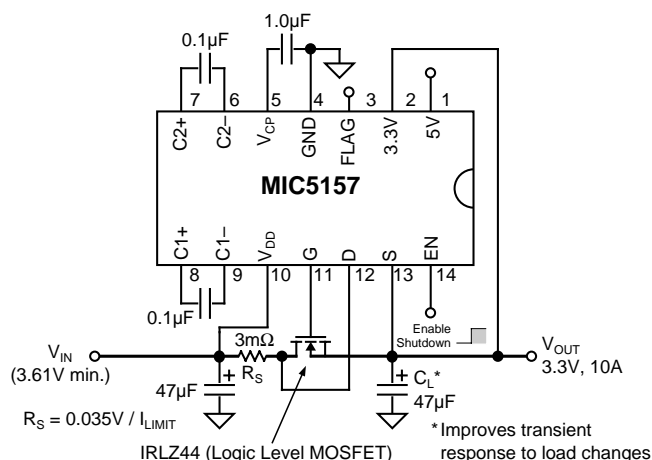 1.0µF
0.1µF
7 6 5 4 3 2 1
C2+ C2– VCP GND FLAG 3.3V 5V
MIC5157
C1+ C1– VDD G D S EN
8 9 10 11 12 13 14
0.1µF
Enable
Shutdown
VIN
(3.61V min.)
3mΩ
RS
VOUT
3.3V, 10A
+
47µF
+ CL*
47µF
RS = 0.035V / ILIMIT
IRLZ44 (Logic Level MOSFET)
* Improves transient
response to load changes